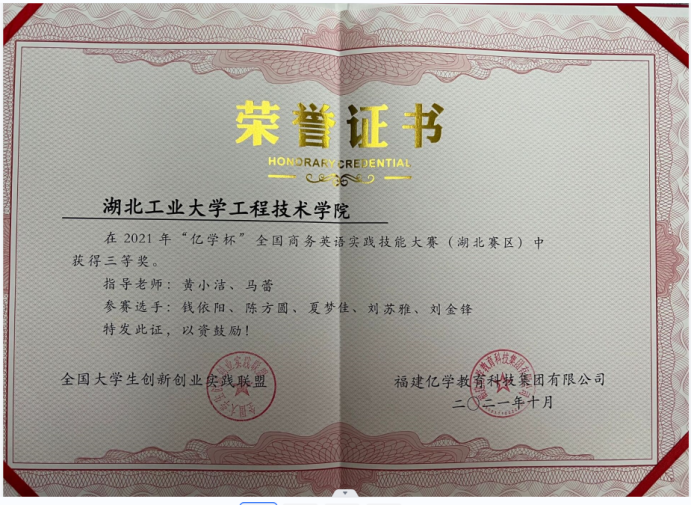 荣誉证书
HONORARY CREDENTIAL
湖北工业大学工程技术学院
在 2021 年“亿学杯”全国商务英语实践技能大赛（湖北赛区）中
获得三等奖。
指导老师：黄小洁、马蕾
参赛选手：钱依阳、陈方圆、夏梦佳、刘苏雅、刘金锋
特发此证，以资鼓励！
全国大学生创新创业实践联盟
福建亿学教育科技集团有限公司
二〇二一年十月